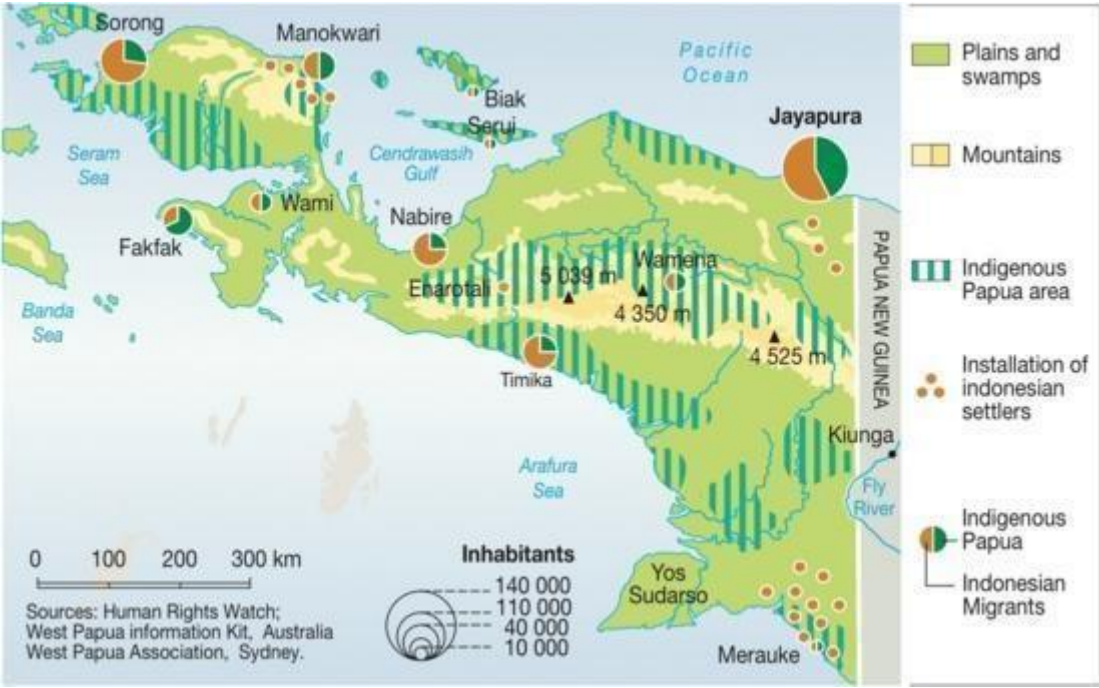 Sorong
Manokwari
Pacific
Ocean
Biak
Serui
Jayapura
Seram
Sea
Cendrawasih
Gulf
Wami
Nabire
Fakfak
Enarotali
5 039 m
Wamena
4 350 m
4 525 m
Banda
Sea
Timika
PAPUA NEW GUINEA
Kiunga
Fly
River
Arafura
Sea
Yos
Sudarso
Merauke
0 100 200 300 km
Sources: Human Rights Watch;
West Papua information Kit, Australia
West Papua Association, Sydney.
Inhabitants
140 000
110 000
40 000
10 000
Plains and
swamps
Mountains
Indigenous
Papua area
Installation of
indonesian
settlers
Indigenous
Papua
Indonesian
Migrants